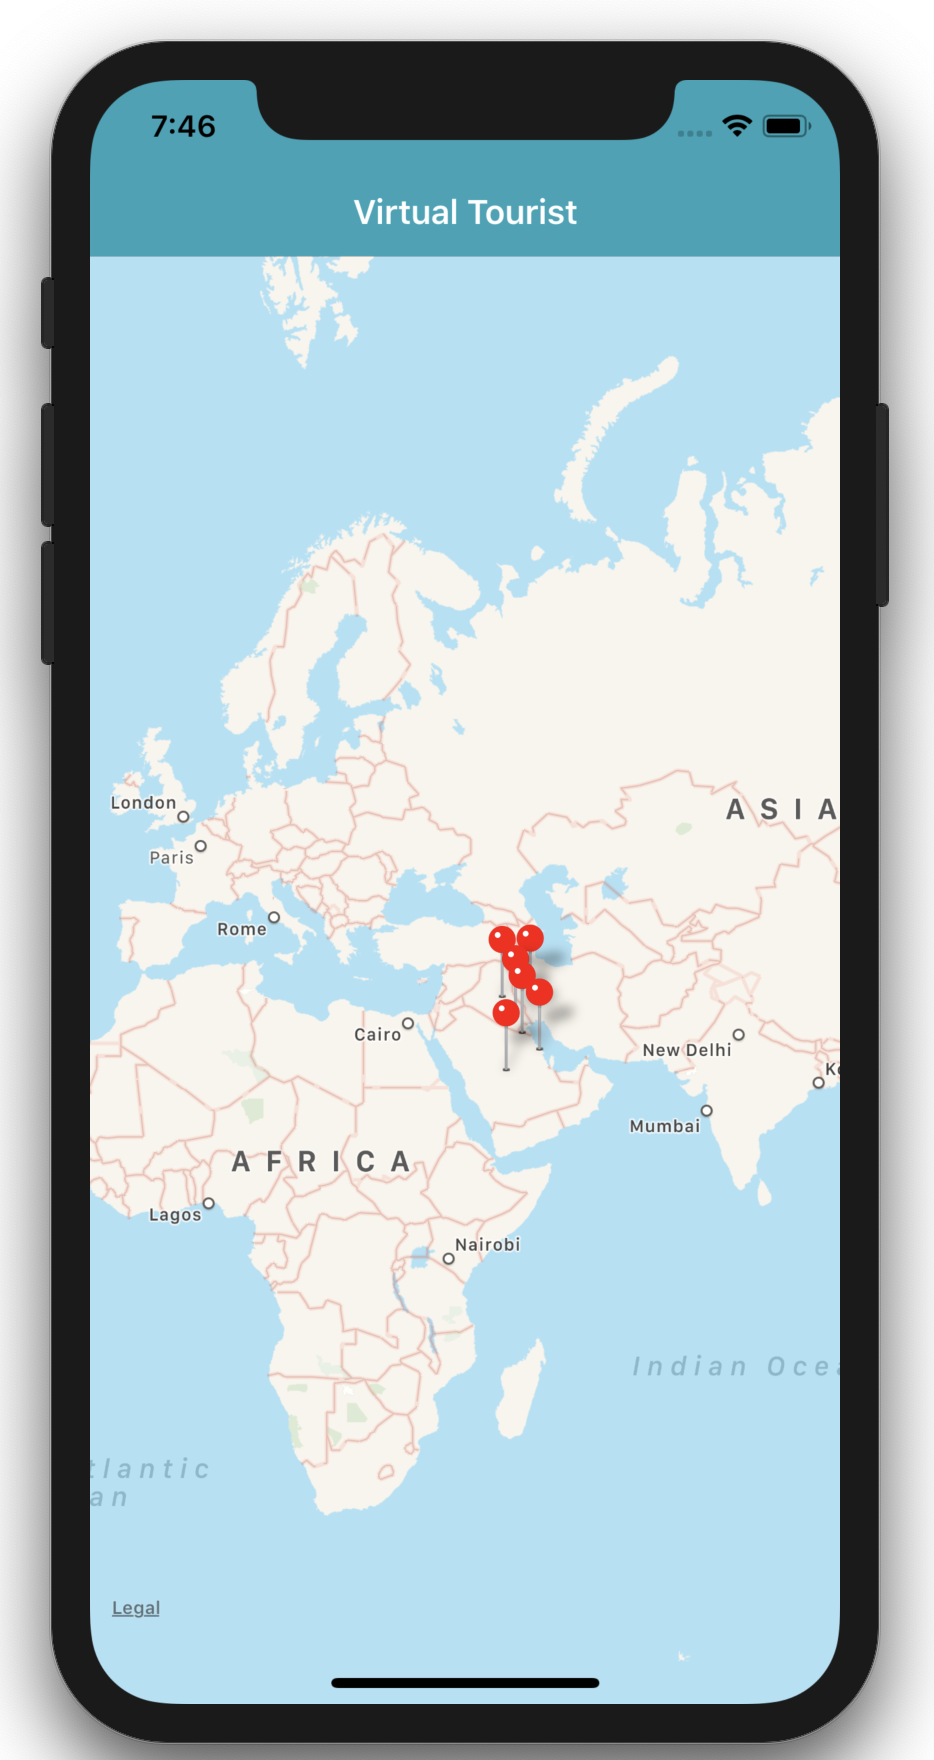 7:46
Virtual Tourist
London
ASIA
Paris
Rome
Cairo
New Delhi
K
Mumbai
AFRICA
Lagos
Nairobi
Indian Ocea
tlantic
an
Legal